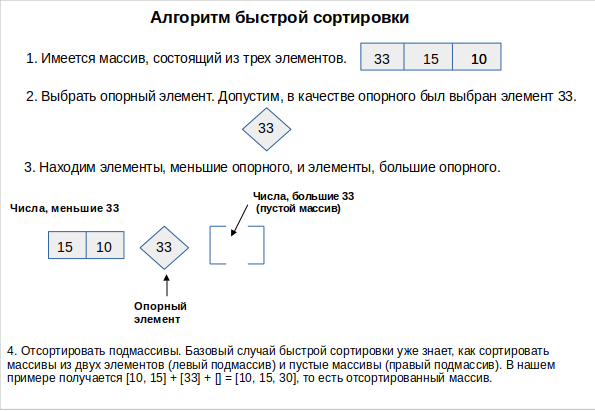 Алгоритм быстрой сортировки
1. Имеется массив, состоящий из трех элементов.
33 15 10
2. Выбрать опорный элемент. Допустим, в качестве опорного был выбран элемент 33.
33
3. Находим элементы, меньшие опорного, и элементы, большие опорного.
Числа, меньшие 33
Числа, большие 33
(пустой массив)
15 10 33
Опорный
элемент
4. Отсортировать подмассивы. Базовый случай быстрой сортировки уже знает, как сортировать
массивы из двух элементов (левый подмассив) и пустые массивы (правый подмассив). В нашем
примере получается [10, 15] + [33] + [] = [10, 15, 30], то есть отсортированный массив.